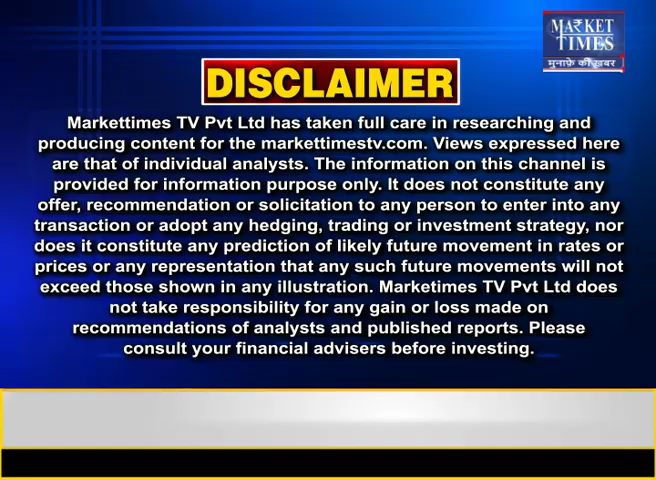 MARKET
TIMES
मुनाफ़े की ख़बर
DISCLAIMER
Markettimes TV Pvt Ltd has taken full care in researching and
producing content for the markettimestv.com. Views expressed here
are that of individual analysts. The information on this channel is
provided for information purpose only. It does not constitute any
offer, recommendation or solicitation to any person to enter into any
transaction or adopt any hedging, trading or investment strategy, nor
does it constitute any prediction of likely future movement in rates or
prices or any representation that any such future movements will not
exceed those shown in any illustration. Marketimes TV Pvt Ltd does
not take responsibility for any gain or loss made on
recommendations of analysts and published reports. Please
consult your financial advisers before investing.